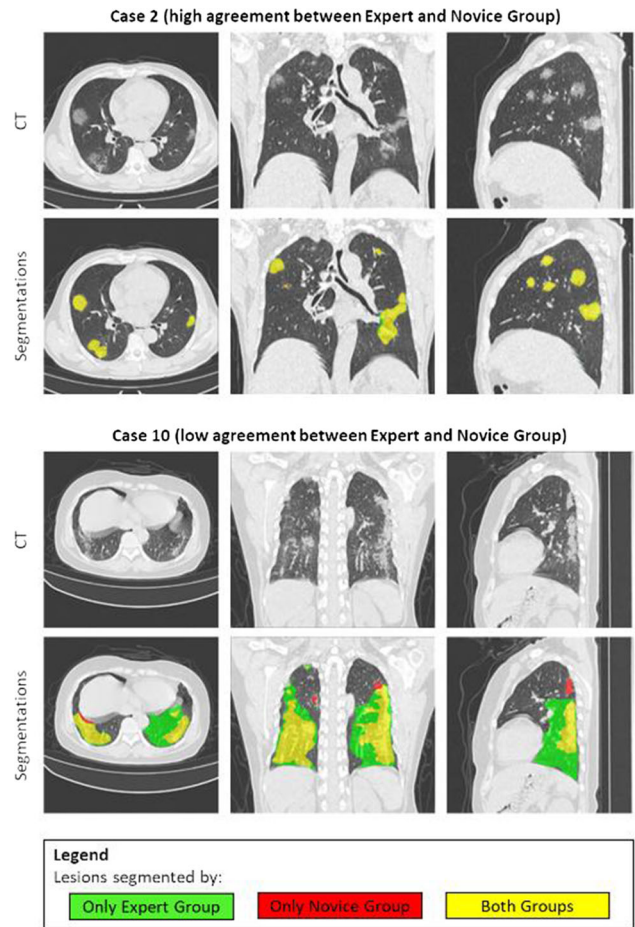 Case 2 (high agreement between Expert and Novice Group)
CT
Segmentations
Case 10 (low agreement between Expert and Novice Group)
CT
Segmentations
Legend
Lesions segmented by:
Only Expert Group
Only Novice Group
Both Groups